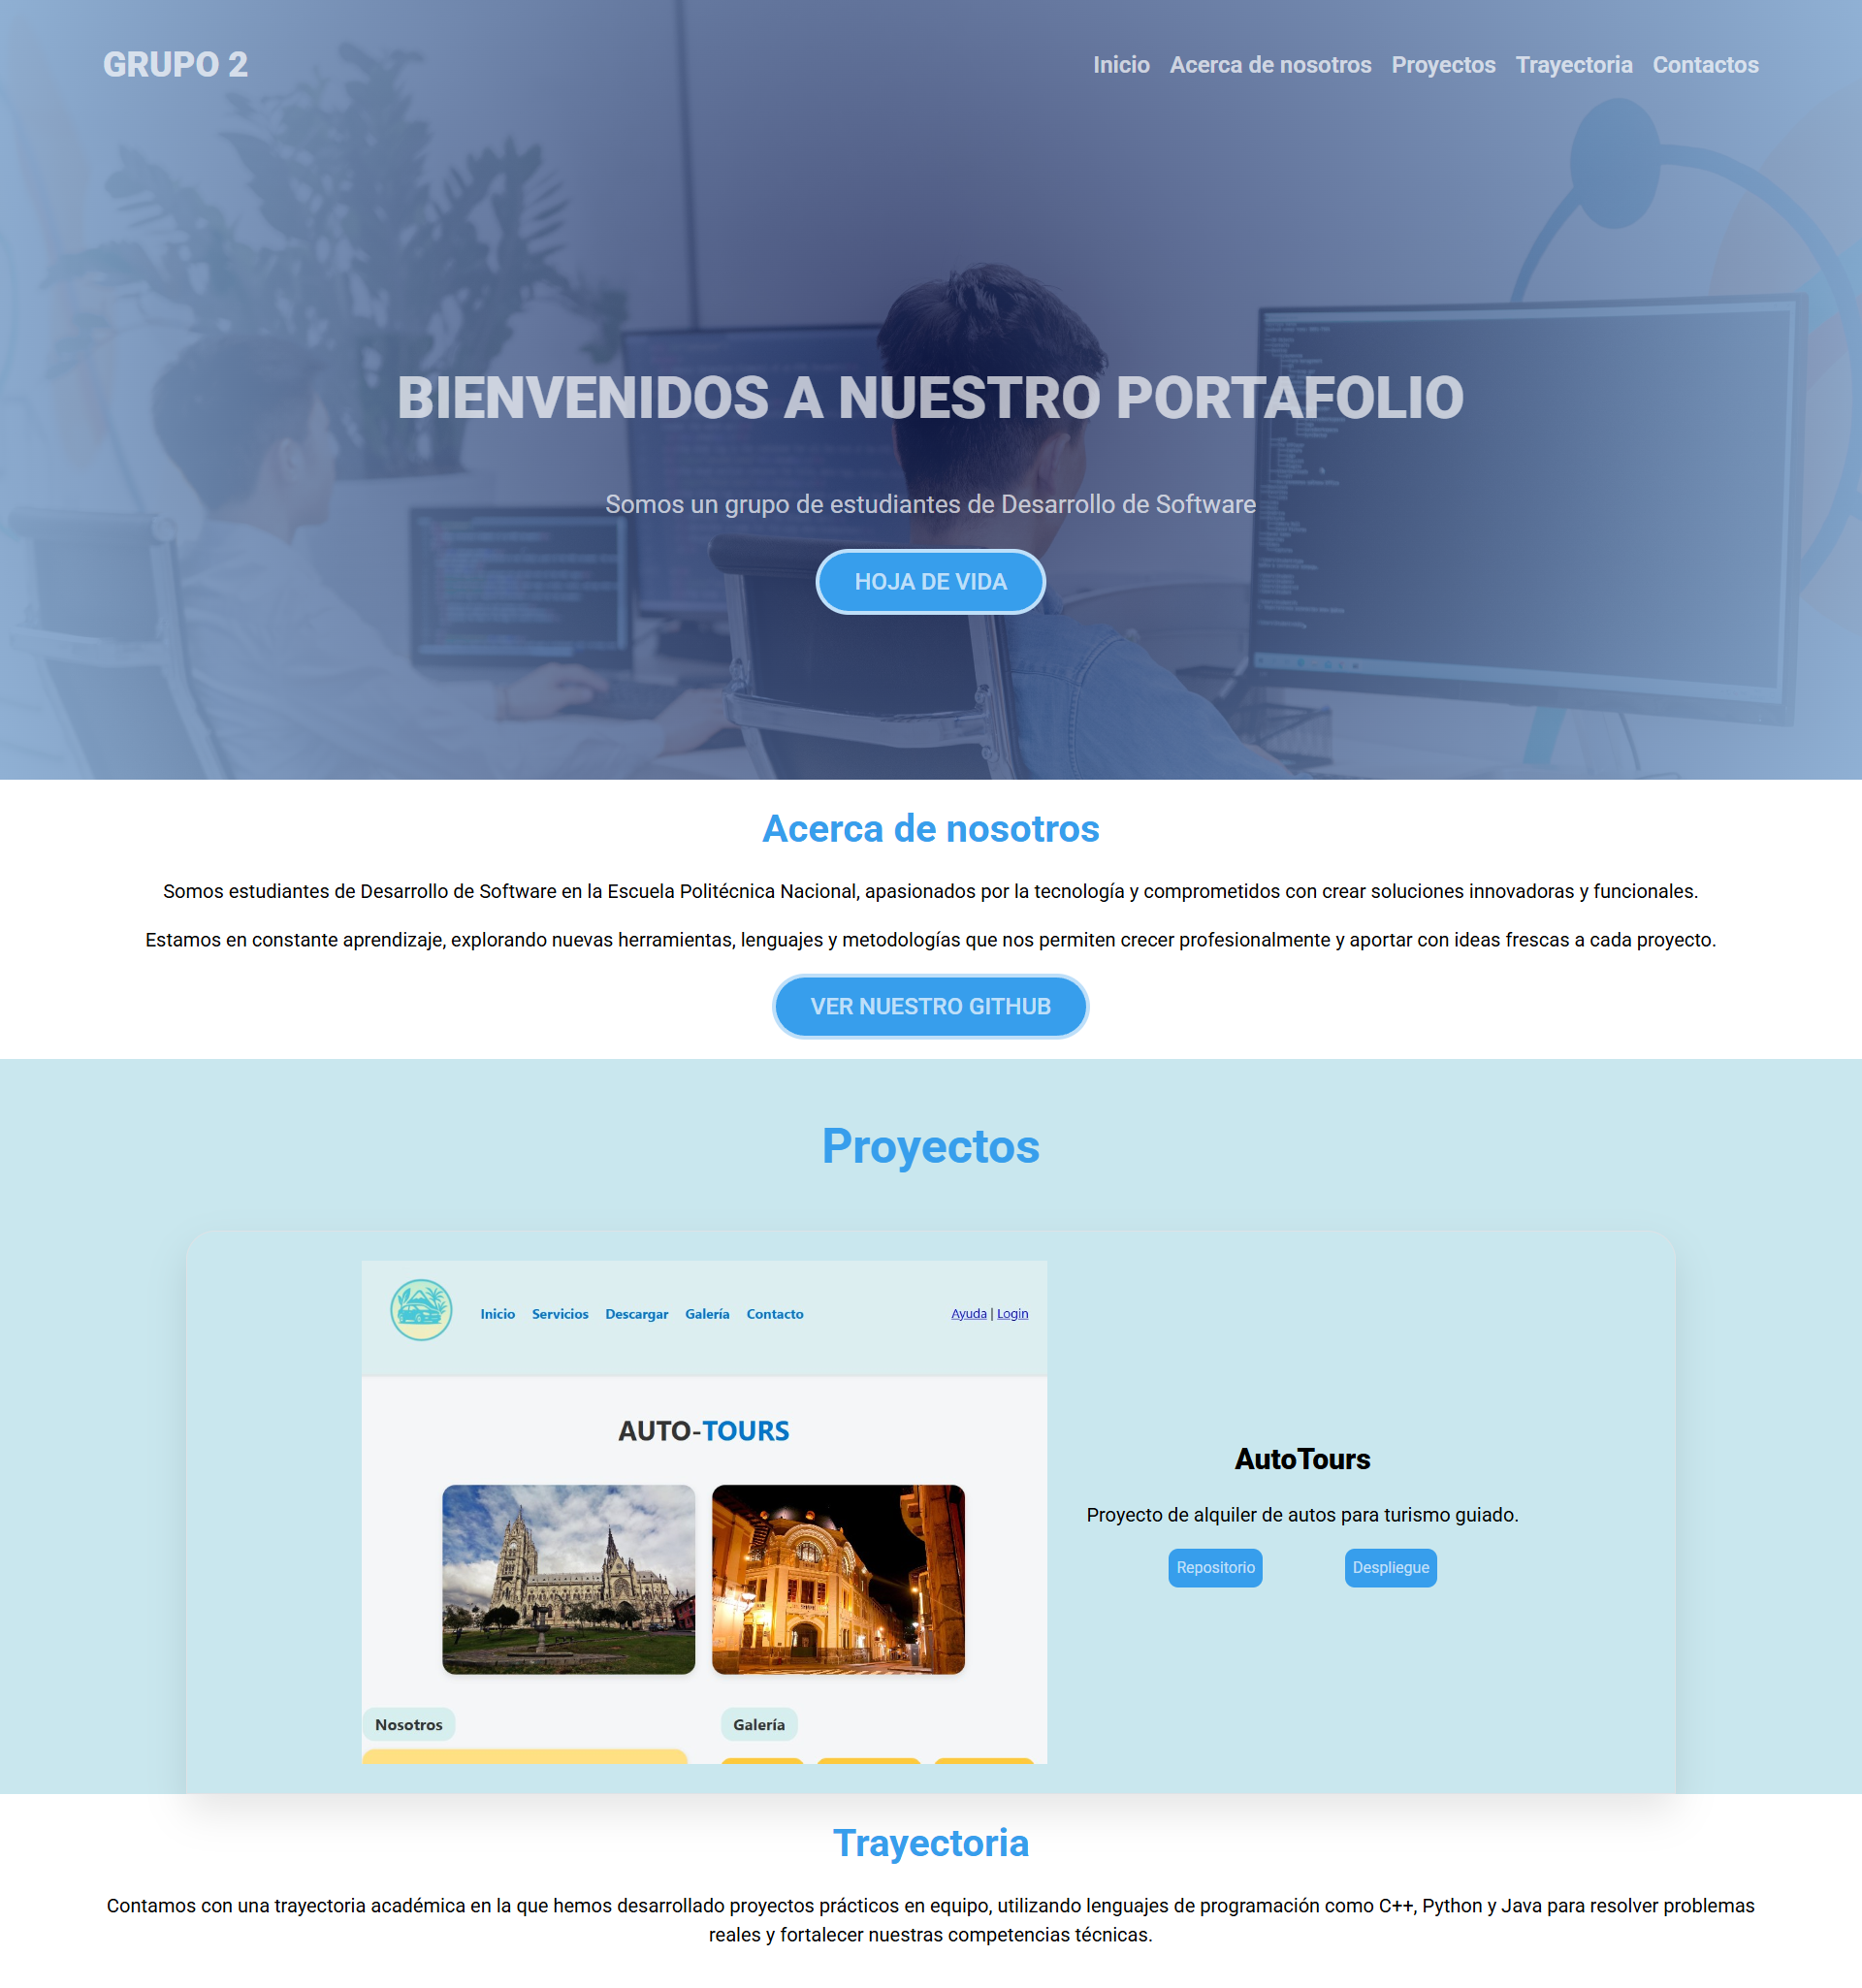 GRUPO 2
Inicio Acerca de nosotros Proyectos Trayectoria Contactos
BIENVENIDOS A NUESTRO PORTAFOLIO
Somos un grupo de estudiantes de Desarrollo de Software
HOJA DE VIDA
Acerca de nosotros
Somos estudiantes de Desarrollo de Software en la Escuela Politécnica Nacional, apasionados por la tecnología y comprometidos con crear soluciones innovadoras y funcionales.
Estamos en constante aprendizaje, explorando nuevas herramientas, lenguajes y metodologías que nos permiten crecer profesionalmente y aportar con ideas frescas a cada proyecto.
VER NUESTRO GITHUB
Proyectos
Inicio Servicios Descargar Galería Contacto Ayuda | Login
AUTO-TOURS
Nosotros Galería
AutoTours
Proyecto de alquiler de autos para turismo guiado.
Repositorio Despliegue
Trayectoria
Contamos con una trayectoria académica en la que hemos desarrollado proyectos prácticos en equipo, utilizando lenguajes de programación como C++, Python y Java para resolver problemas
reales y fortalecer nuestras competencias técnicas.